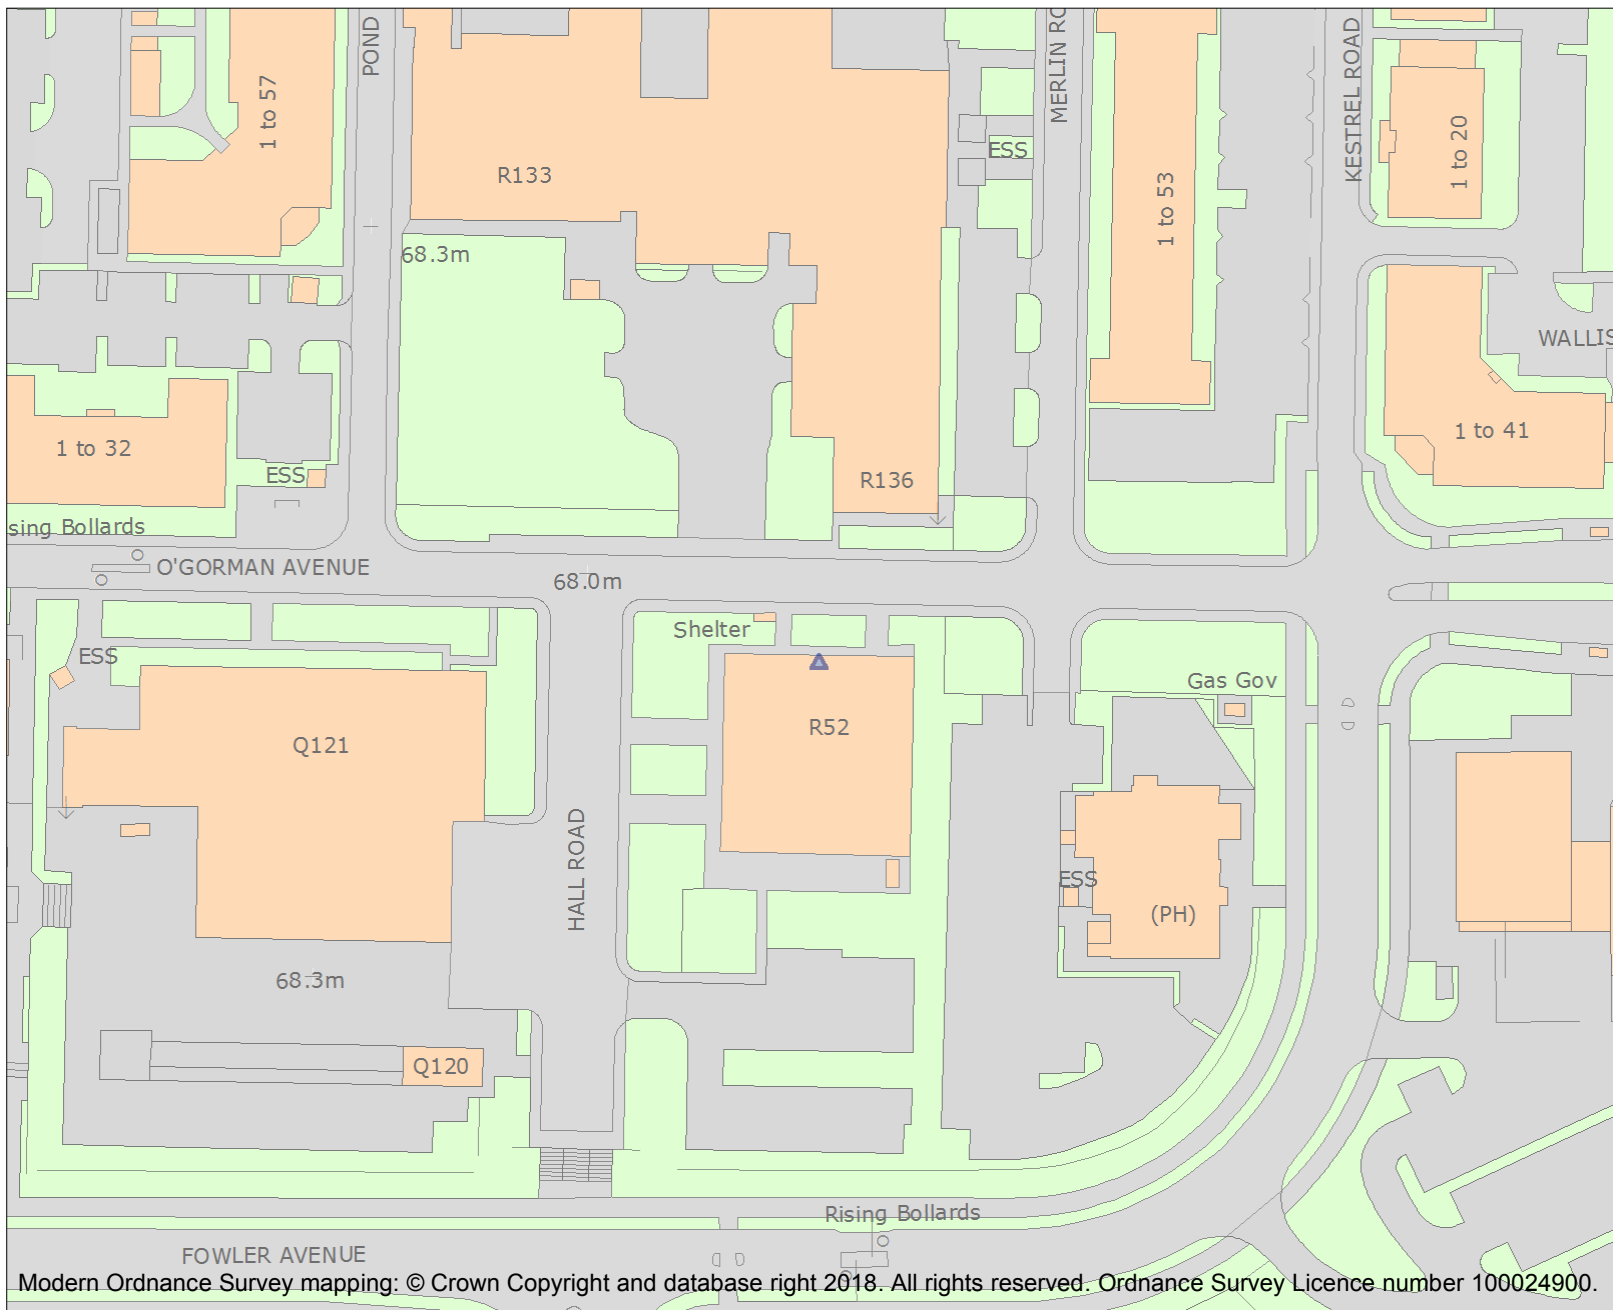 POND
MERLIN RO
KESTREL ROAD
1 to 57
R133
ESS
1 to 53
1 to 20
68.3m
WALLIS
1 to 32
1 to 41
ESS
R136
sing Bollards
O'GORMAN AVENUE
68.0m
Shelter
ESS
Gas Gov
Q121
R52
HALL ROAD
ESS
(PH)
68.3m
Q120
Rising Bollards
FOWLER AVENUE
Modern Ordnance Survey mapping: © Crown Copyright and database right 2018. All rights reserved. Ordnance Survey Licence number 100024900.